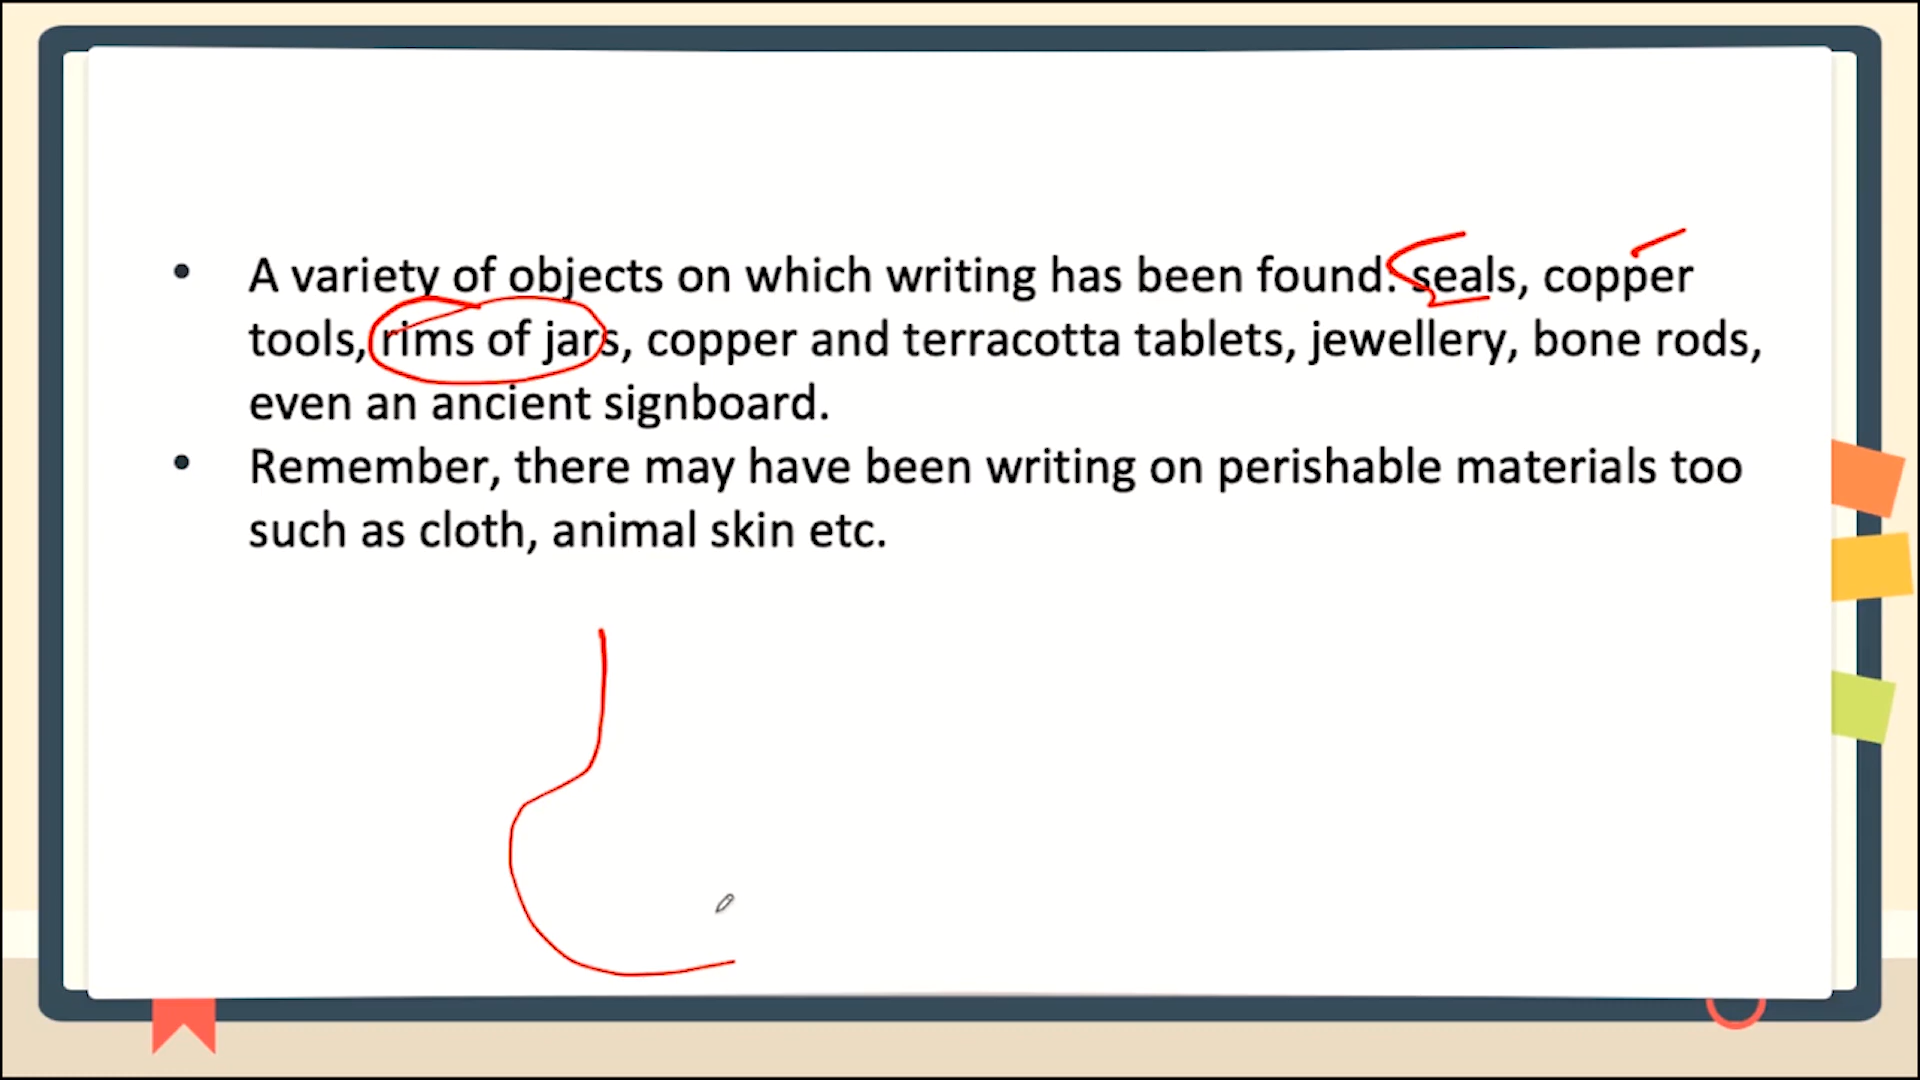 • A variety of objects on which writing has been found: seals, copper
tools, rims of jars, copper and terracotta tablets, jewellery, bone rods,
even an ancient signboard.
• Remember, there may have been writing on perishable materials too
such as cloth, animal skin etc.